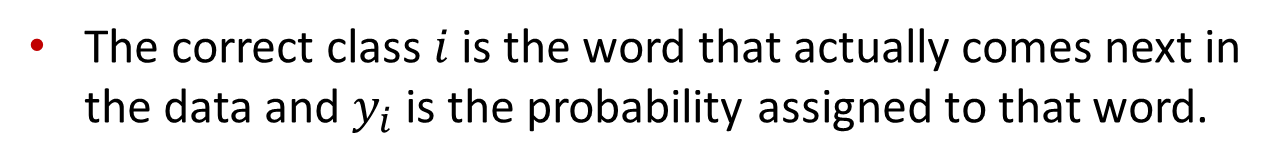 • The correct class i is the word that actually comes next in
the data and yᵢ is the probability assigned to that word.